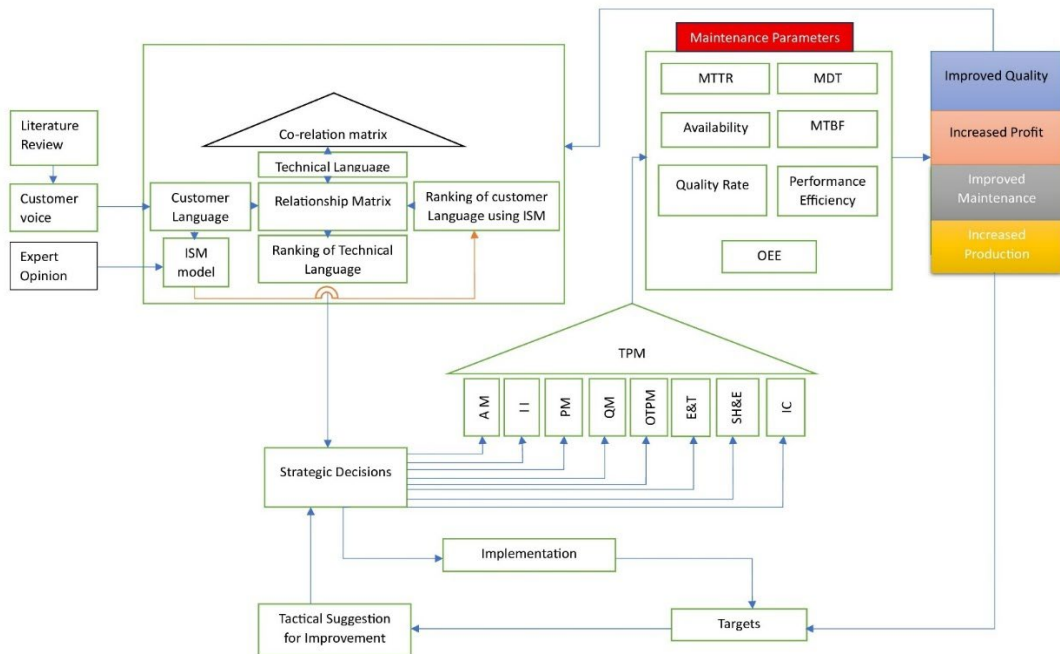 Maintenance Parameters
MTTR
MDT
Improved Quality
Literature
Review
Co-relation matrix
Availability
MTBF
Increased Profit
Technical Language
Customer
voice
Customer
Language
Relationship Matrix
Ranking of customer
Language using ISM
Quality Rate
Performance
Efficiency
Improved
Maintenance
Expert
Opinion
ISM
model
Ranking of Technical
Language
OEE
Increased
Production
TPM
A M
I I
PM
QM
OTPM
E&T
SH&E
IC
Strategic Decisions
Implementation
Tactical Suggestion
for Improvement
Targets